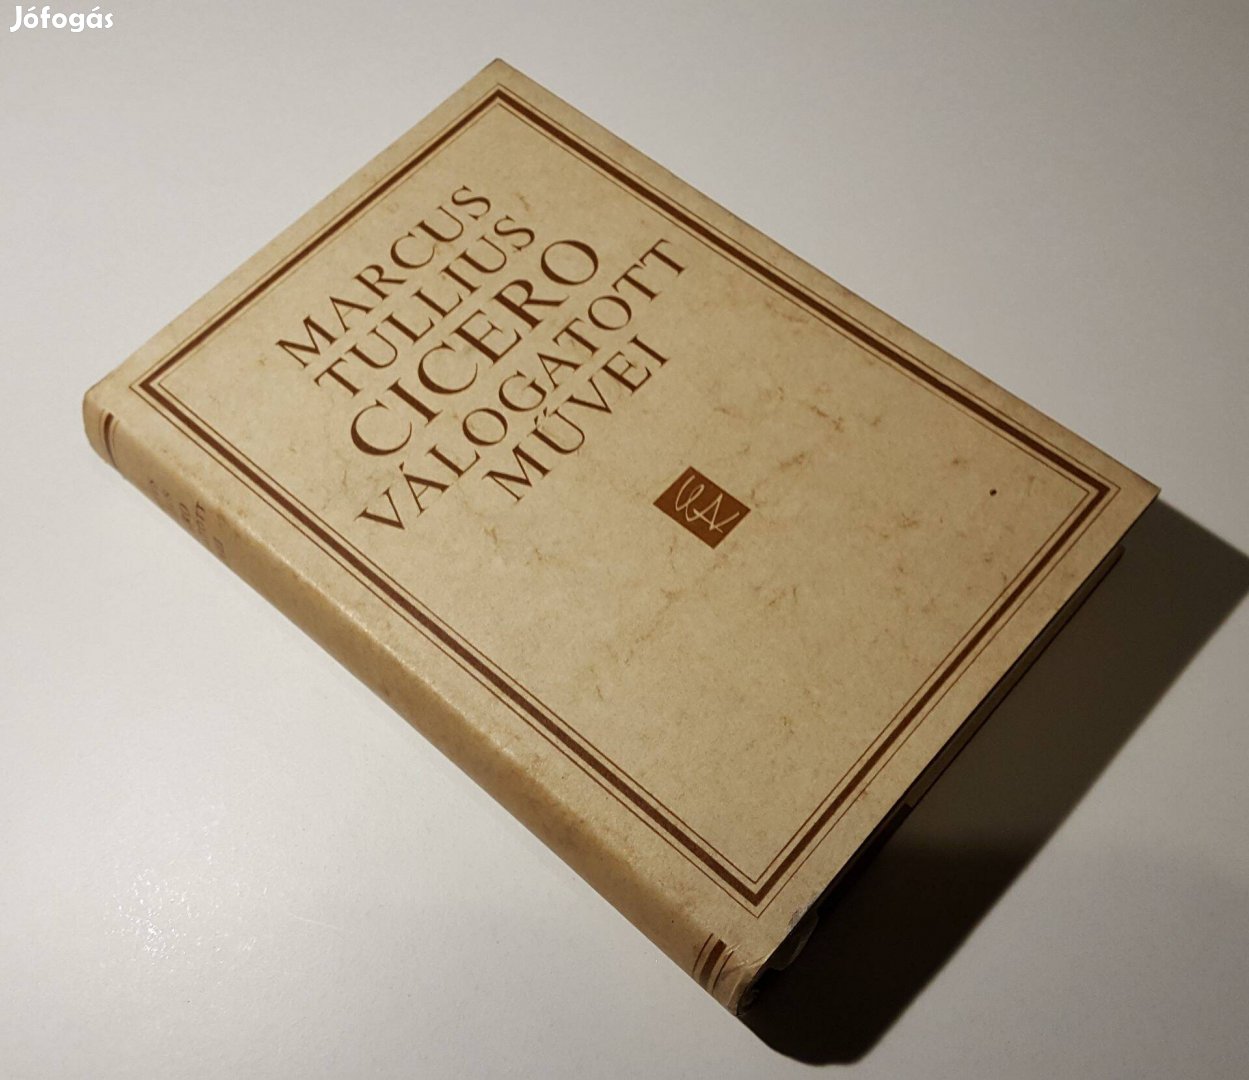 Jófogás
MARCUS
TULLIUS
CICERO
VÁLOGATOTT
MŰVEI